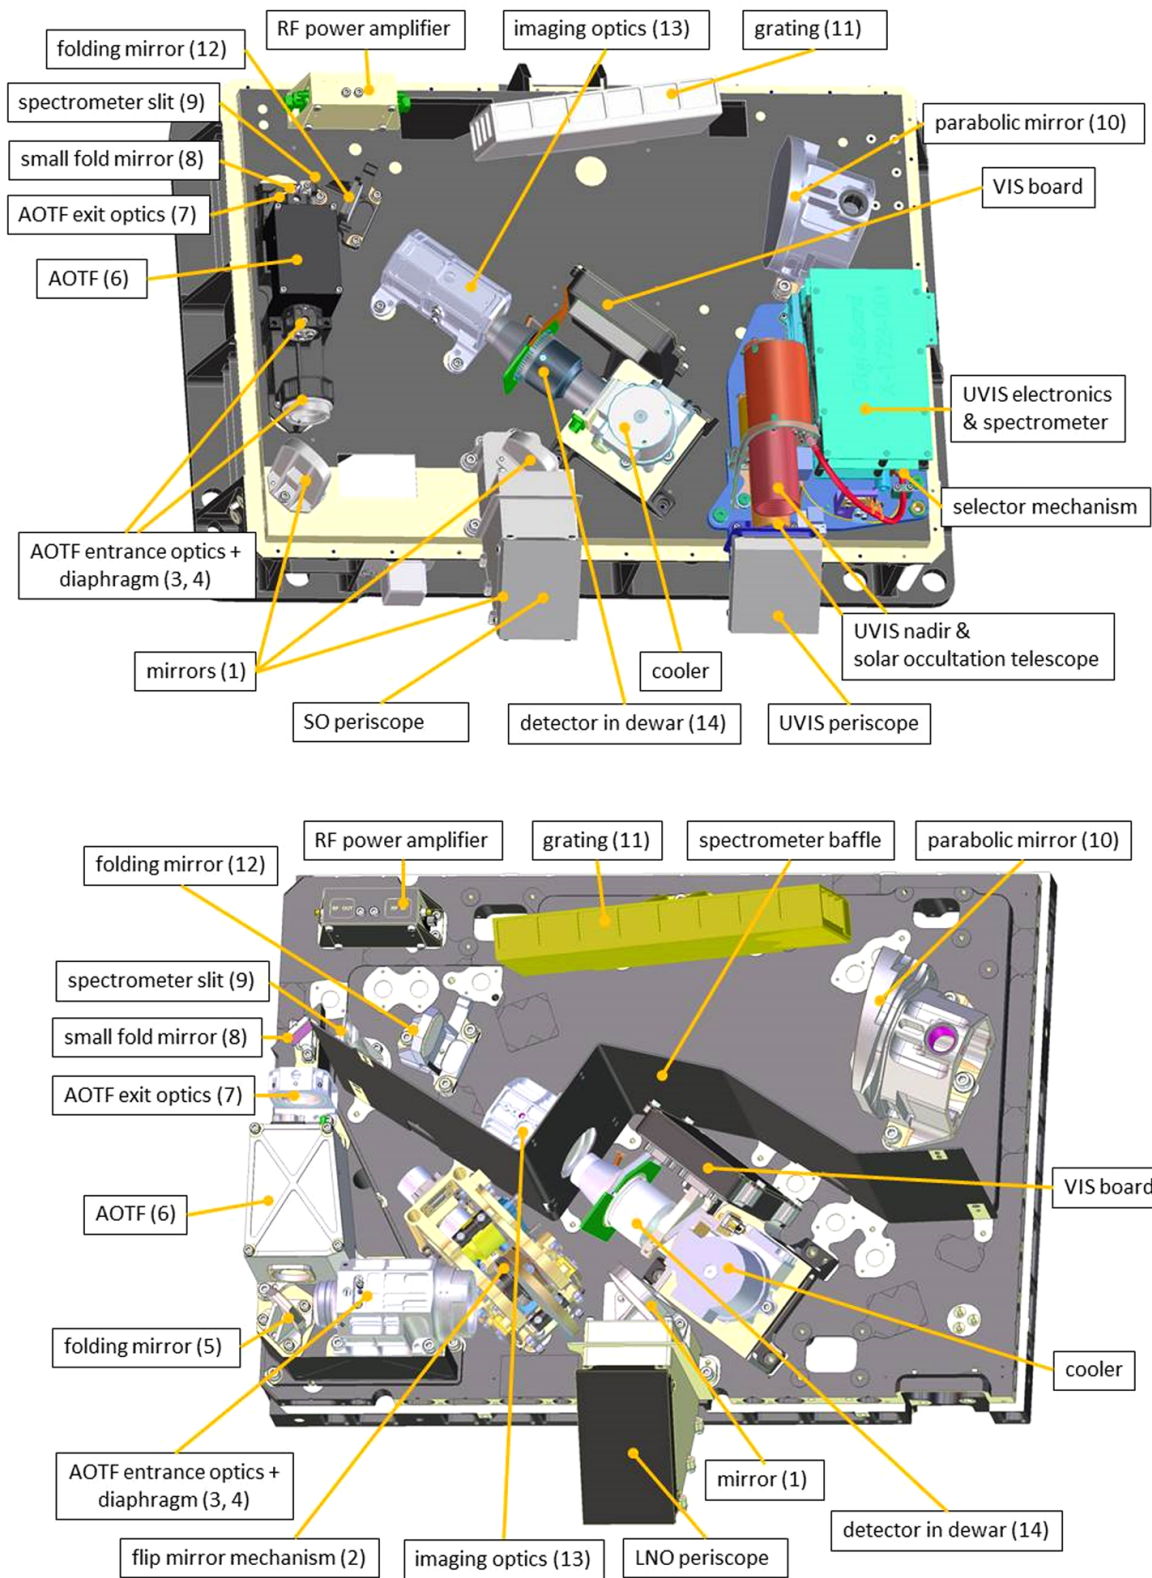 RF power amplifier
imaging optics (13)
grating (11)
folding mirror (12)
spectrometer slit (9)
small fold mirror (8)
AOTF exit optics (7)
AOTF (6)
parabolic mirror (10)
VIS board
UVIS electronics
& spectrometer
selector mechanism
AOTF entrance optics +
diaphragm (3, 4)
mirrors (1)
SO periscope
detector in dewar (14)
cooler
UVIS nadir &
solar occultation telescope
UVIS periscope
RF power amplifier
grating (11)
spectrometer baffle
parabolic mirror (10)
folding mirror (12)
RF OUT
spectrometer slit (9)
small fold mirror (8)
AOTF exit optics (7)
AOTF (6)
VIS board
folding mirror (5)
cooler
AOTF entrance optics +
diaphragm (3, 4)
mirror (1)
detector in dewar (14)
flip mirror mechanism (2)
imaging optics (13)
LNO periscope